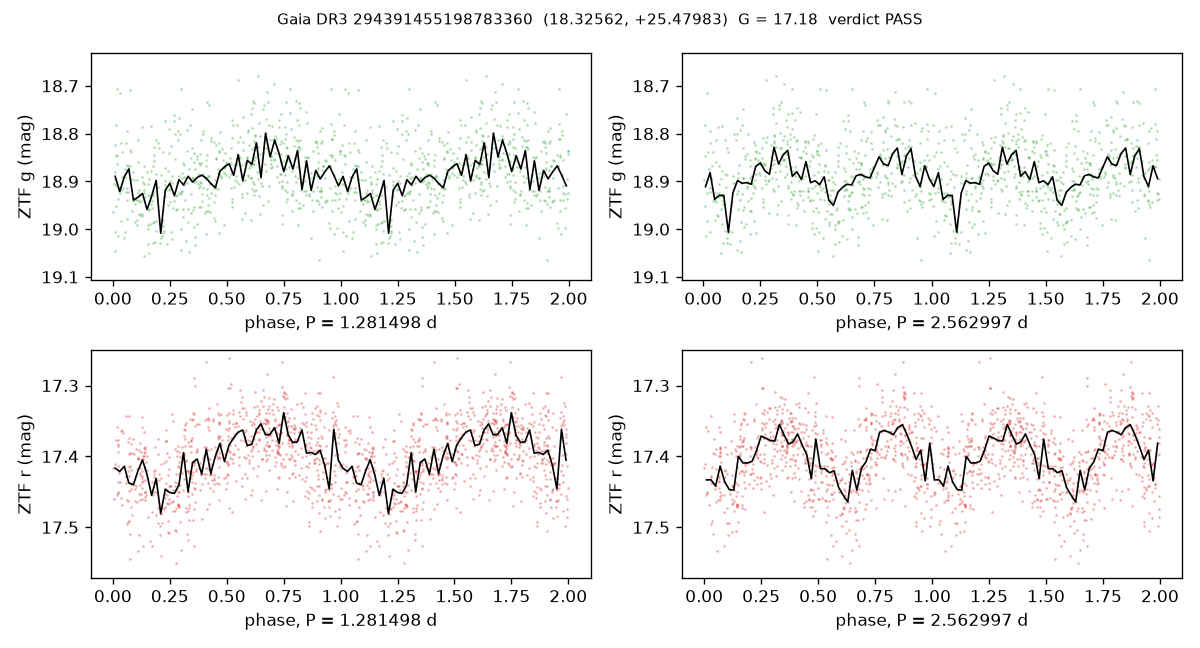 Gaia DR3 294391455198783360 (18.32562, +25.47983) G = 17.18 verdict PASS
ZTF g (mag)
18.7
18.8
18.9
19.0
19.1
0.00 0.25 0.50 0.75 1.00 1.25 1.50 1.75 2.00
phase, P = 1.281498 d
ZTF g (mag)
18.7
18.8
18.9
19.0
19.1
0.00 0.25 0.50 0.75 1.00 1.25 1.50 1.75 2.00
phase, P = 2.562997 d
ZTF r (mag)
17.3
17.4
17.5
0.00 0.25 0.50 0.75 1.00 1.25 1.50 1.75 2.00
phase, P = 1.281498 d
ZTF r (mag)
17.3
17.4
17.5
0.00 0.25 0.50 0.75 1.00 1.25 1.50 1.75 2.00
phase, P = 2.562997 d